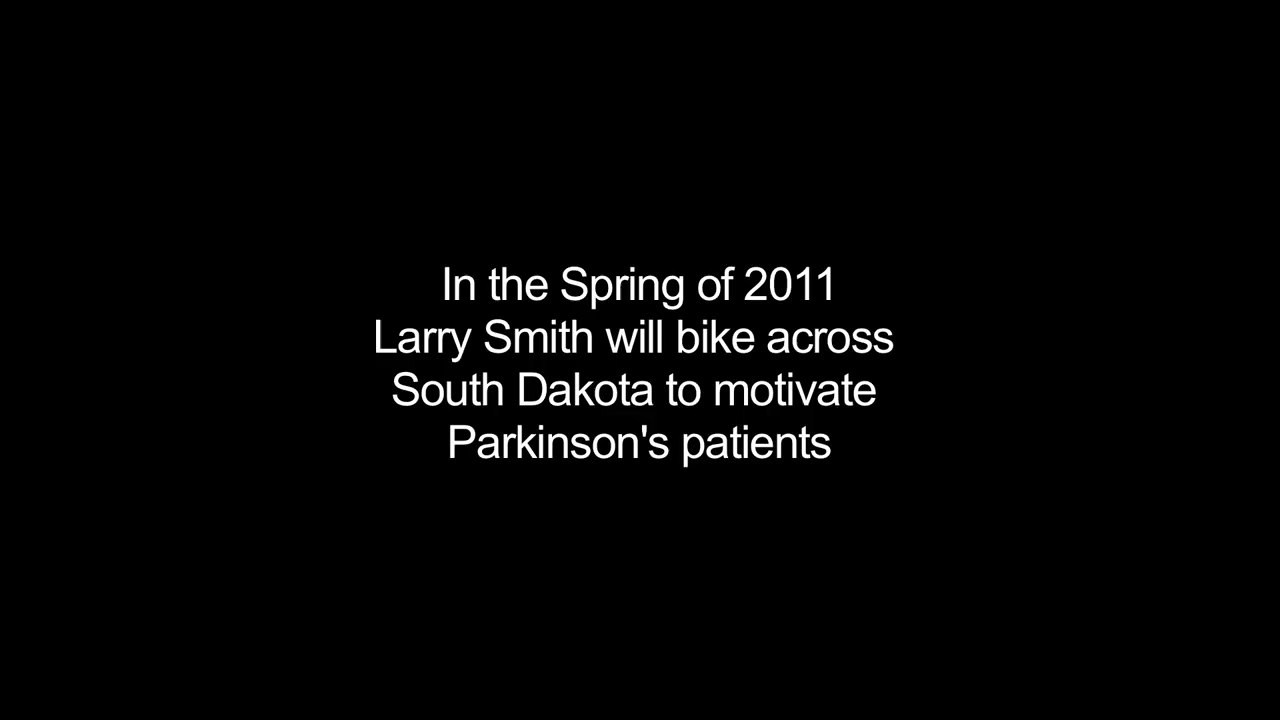 In the Spring of 2011
Larry Smith will bike across
South Dakota to motivate
Parkinson's patients